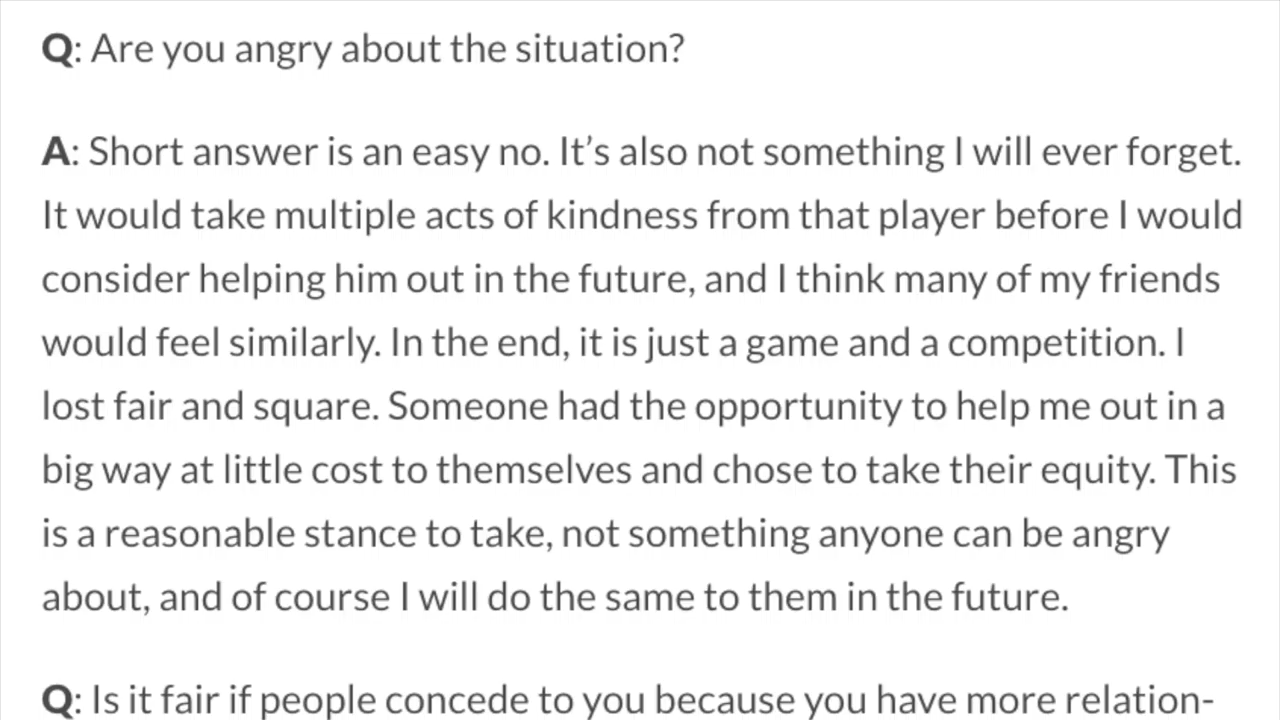 Q: Are you angry about the situation?
A: Short answer is an easy no. It’s also not something I will ever forget.
It would take multiple acts of kindness from that player before I would
consider helping him out in the future, and I think many of my friends
would feel similarly. In the end, it is just a game and a competition. I
lost fair and square. Someone had the opportunity to help me out in a
big way at little cost to themselves and chose to take their equity. This
is a reasonable stance to take, not something anyone can be angry
about, and of course I will do the same to them in the future.
Q: Is it fair if people concede to you because you have more relation-